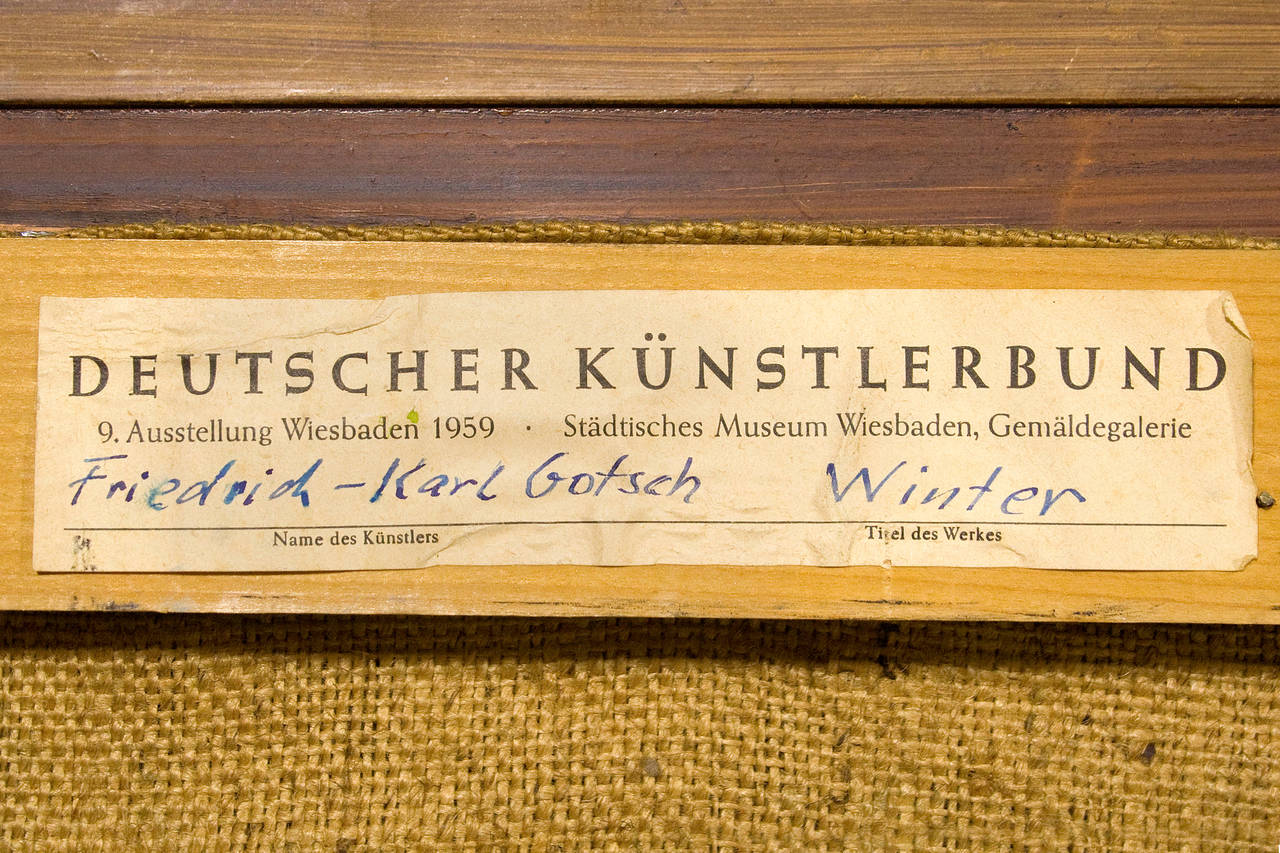 DEUTSCHER KÜNSTLERBUND
9. Ausstellung Wiesbaden 1959 · Städtisches Museum Wiesbaden, Gemäldegalerie
Friedrich-Karl Gotsch Winter
Name des Künstlers Titel des Werkes